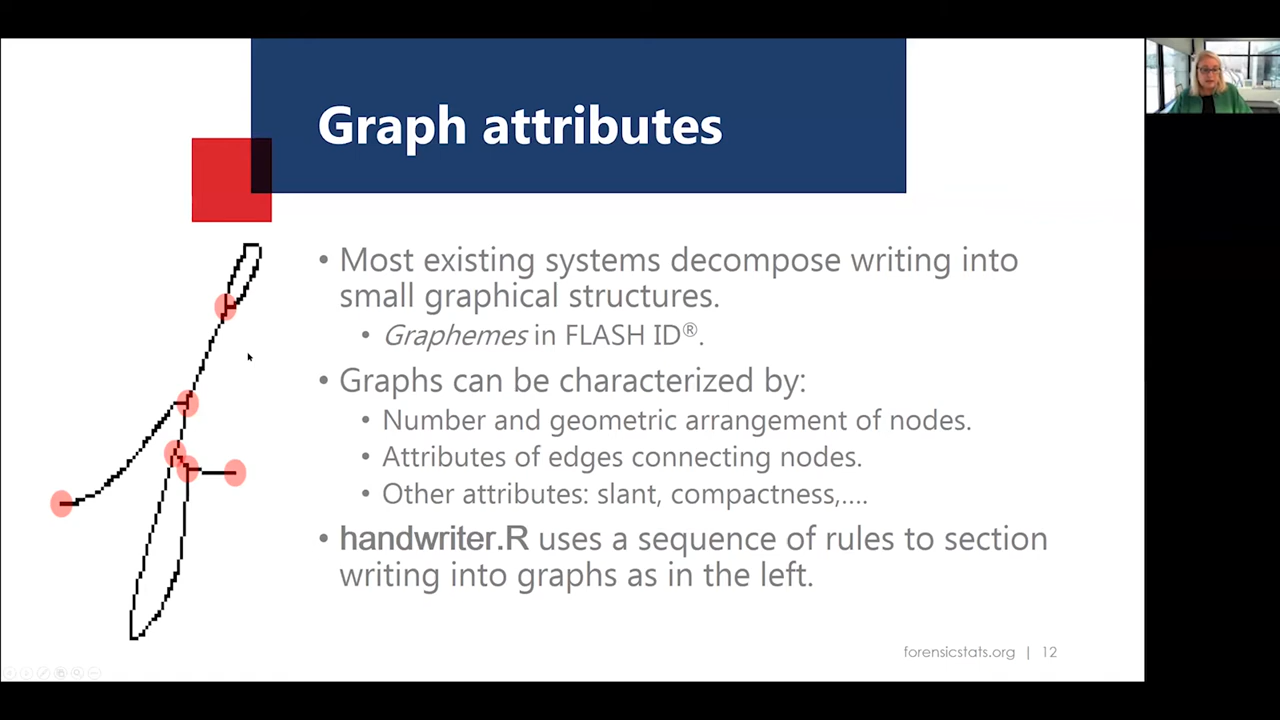 Graph attributes
• Most existing systems decompose writing into
small graphical structures.
• Graphemes in FLASH ID®.
• Graphs can be characterized by:
• Number and geometric arrangement of nodes.
• Attributes of edges connecting nodes.
• Other attributes: slant, compactness,....
• handwriter.R uses a sequence of rules to section
writing into graphs as in the left.
forensicstats.org | 12